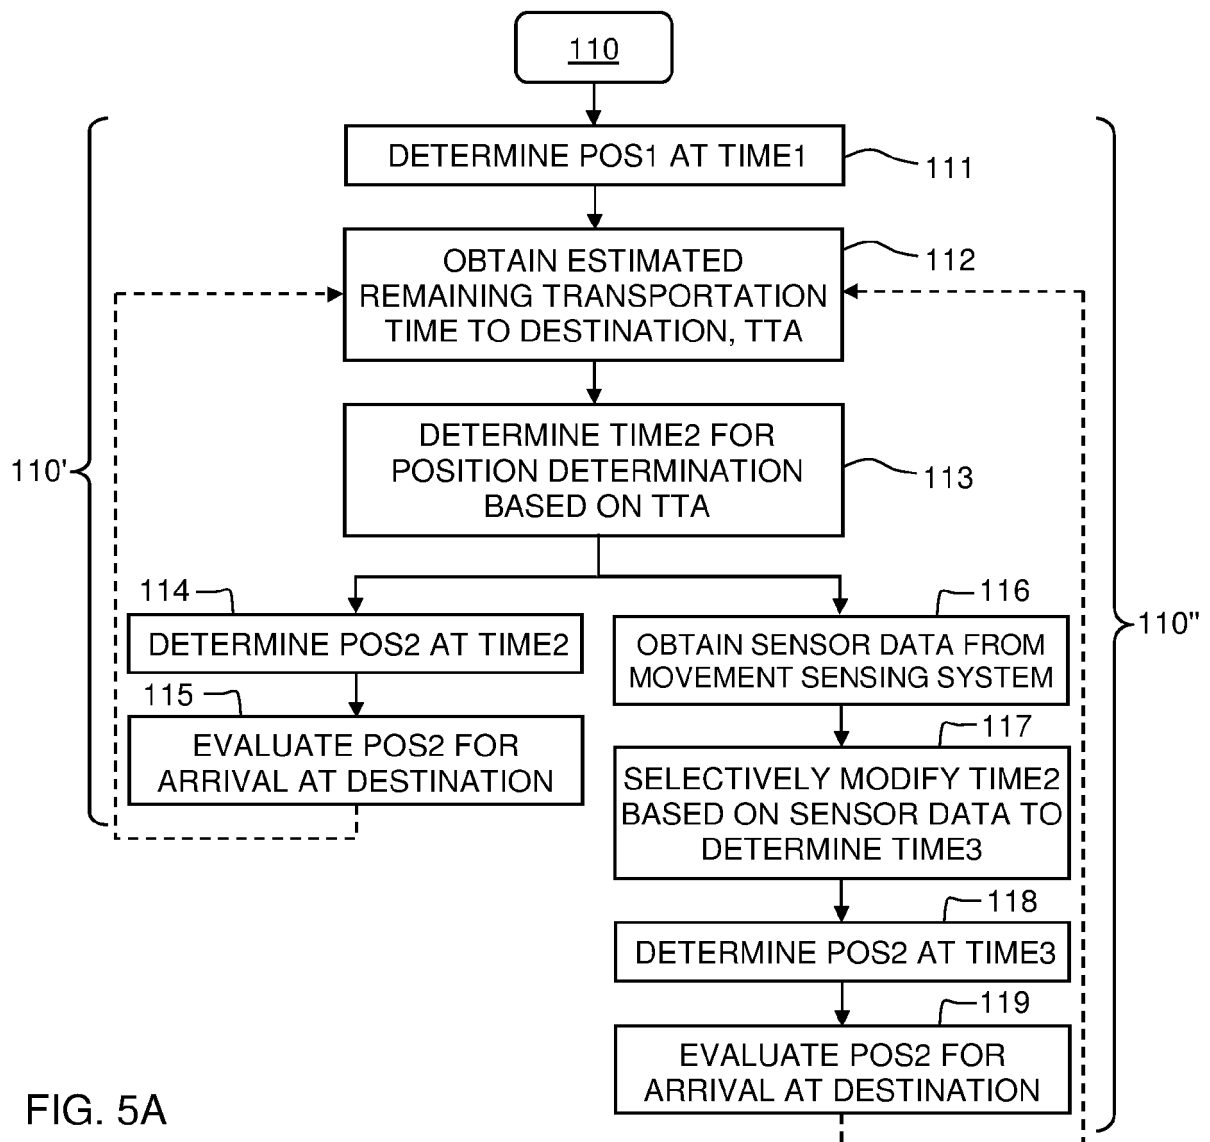 110
DETERMINE POS1 AT TIME1
111
OBTAIN ESTIMATED
REMAINING TRANSPORTATION
TIME TO DESTINATION, TTA
112
DETERMINE TIME2 FOR
POSITION DETERMINATION
BASED ON TTA
113
110'
110"
114
DETERMINE POS2 AT TIME2
115
EVALUATE POS2 FOR
ARRIVAL AT DESTINATION
116
OBTAIN SENSOR DATA FROM
MOVEMENT SENSING SYSTEM
117
SELECTIVELY MODIFY TIME2
BASED ON SENSOR DATA TO
DETERMINE TIME3
118
DETERMINE POS2 AT TIME3
119
EVALUATE POS2 FOR
ARRIVAL AT DESTINATION
FIG. 5A